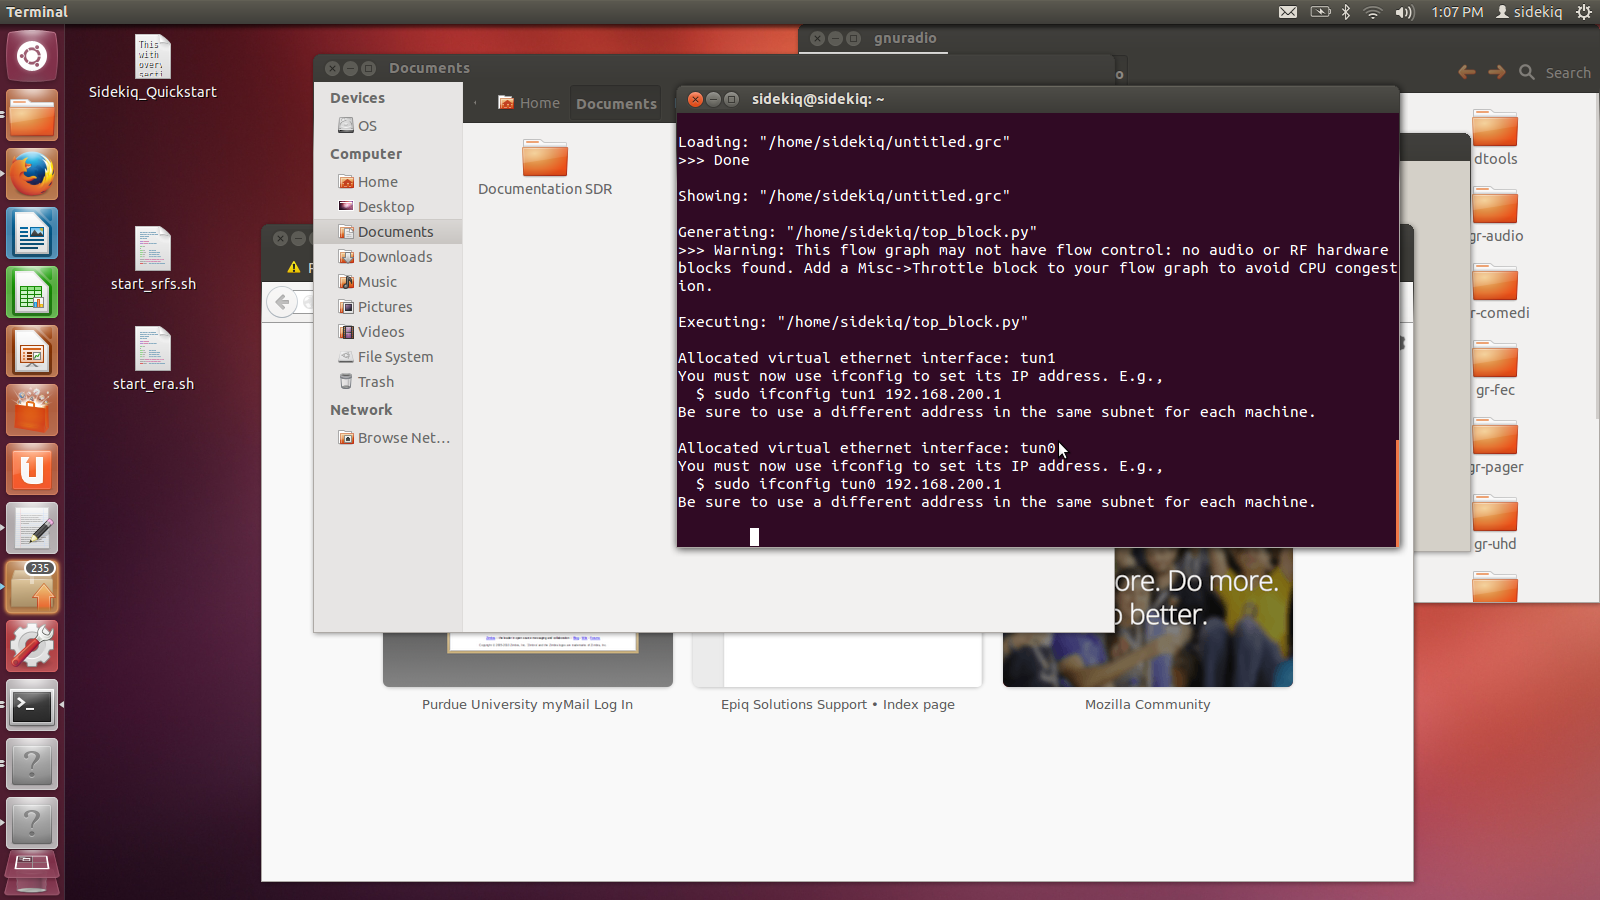 Terminal
1:07 PM
sidekiq
Sidekiq_Quickstart
start_srfs.sh
start_era.sh
235
gnuradio
Search
dtools
gr-audio
r-comedi
gr-fec
gr-pager
gr-uhd
Documents
Devices
OS
Computer
Home
Desktop
Documents
Downloads
Music
Pictures
Videos
File System
Trash
Network
Browse Net...
Home
Documents
Documentation SDR
sidekiq@sidekiq: ~
Loading: "/home/sidekiq/untitled.grc"
>>> Done
Showing: "/home/sidekiq/untitled.grc"
Generating: "/home/sidekiq/top_block.py"
>>> Warning: This flow graph may not have flow control: no audio or RF hardware
blocks found. Add a Misc->Throttle block to your flow graph to avoid CPU congest
ion.
Executing: "/home/sidekiq/top_block.py"
Allocated virtual ethernet interface: tun1
You must now use ifconfig to set its IP address. E.g.,
$ sudo ifconfig tun1 192.168.200.1
Be sure to use a different address in the same subnet for each machine.
Allocated virtual ethernet interface: tun0
You must now use ifconfig to set its IP address. E.g.,
$ sudo ifconfig tun0 192.168.200.1
Be sure to use a different address in the same subnet for each machine.
ore. Do more.
o better.
Purdue University myMail Log In
Epiq Solutions Support • Index page
Mozilla Community